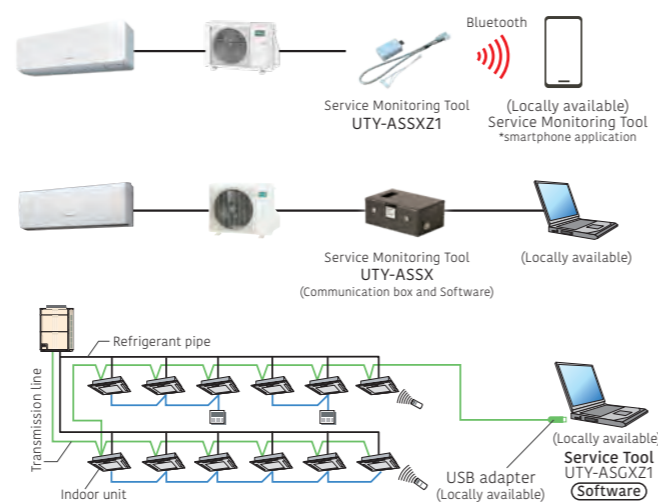 Bluetooth
Service Monitoring Tool
UTY-ASSXZ1
(Locally available)
Service Monitoring Tool
*smartphone application
Service Monitoring Tool
UTY-ASSX
(Communication box and Software)
(Locally available)
Refrigerant pipe
Transmission line
Indoor unit
USB adapter
(Locally available)
(Locally available)
Service Tool
UTY-ASGXZ1
Software